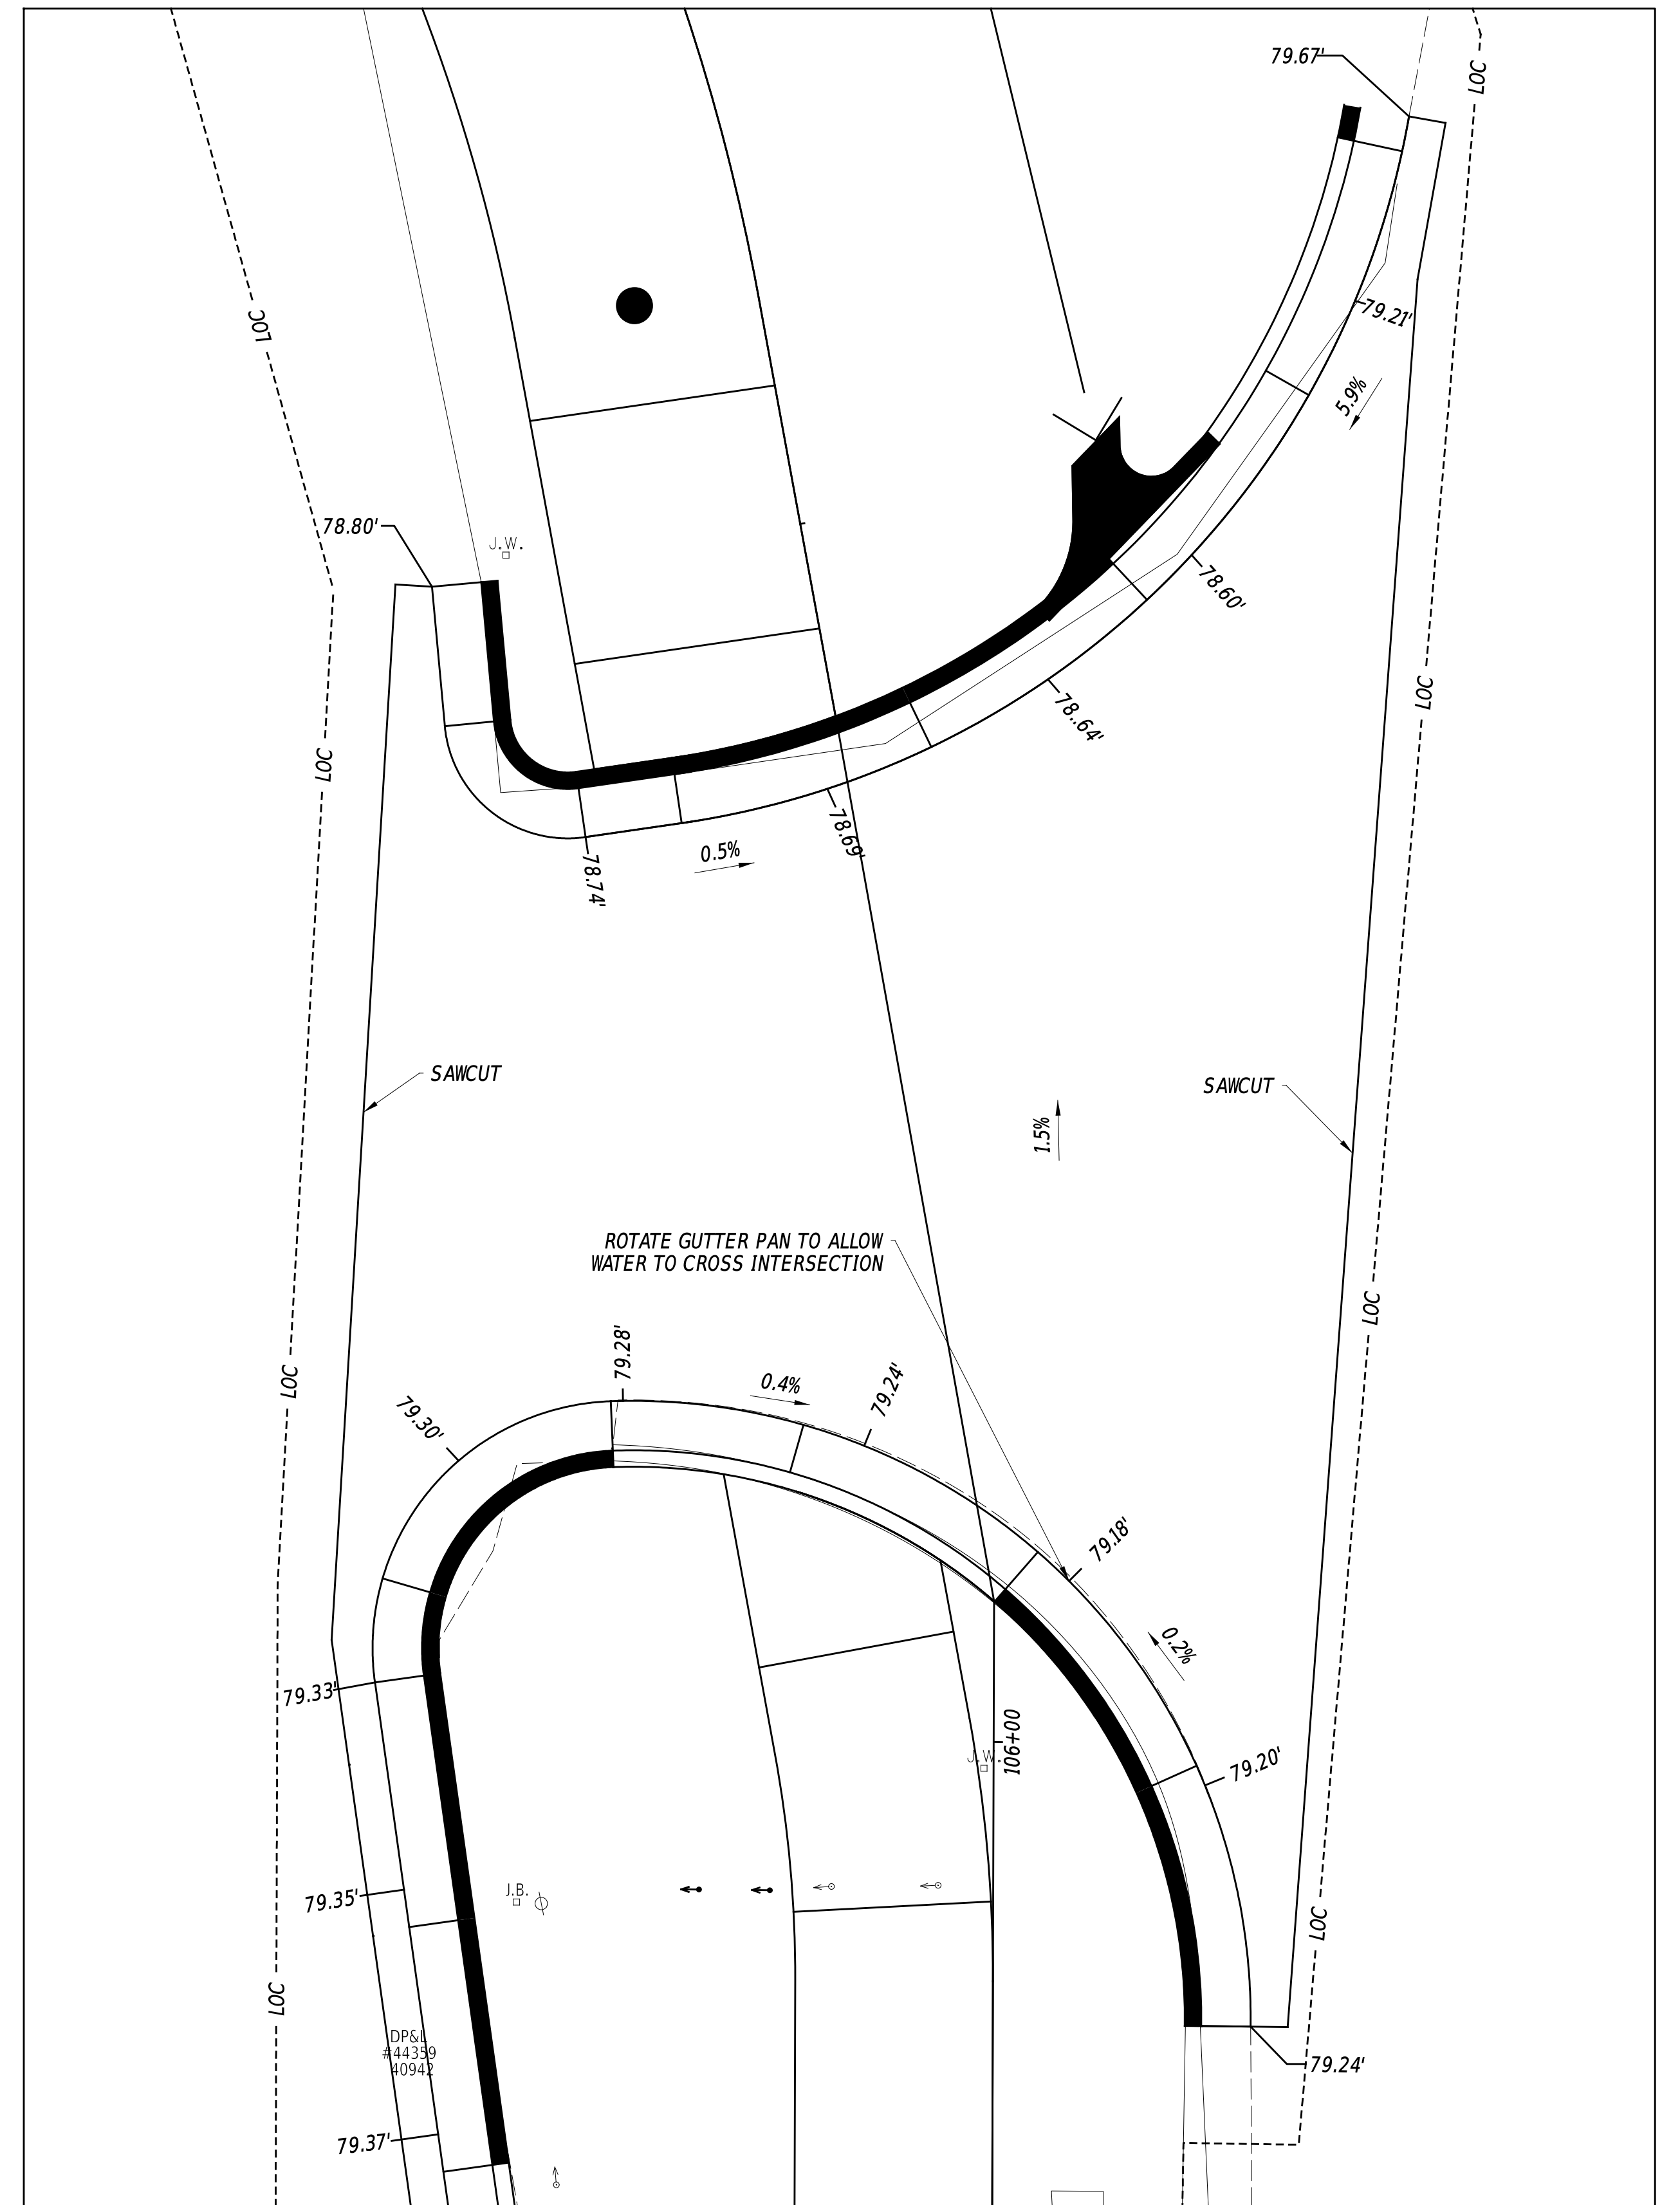 79.67'
LOC
LOC
79.21'
5.9%
78.80'
J.W.
78.60'
LOC
78..64'
LOC
78.69'
0.5%
78.74'
SAWCUT
SAWCUT
1.5%
ROTATE GUTTER PAN TO ALLOW
WATER TO CROSS INTERSECTION
LOC
79.28'
LOC
0.4%
79.24'
79.30'
79.18'
0.2%
79.33'
106+00
J.W.
79.20'
J.B.
79.35'
LOC
LOC
DP&L
#44359
40942
79.24'
79.37'